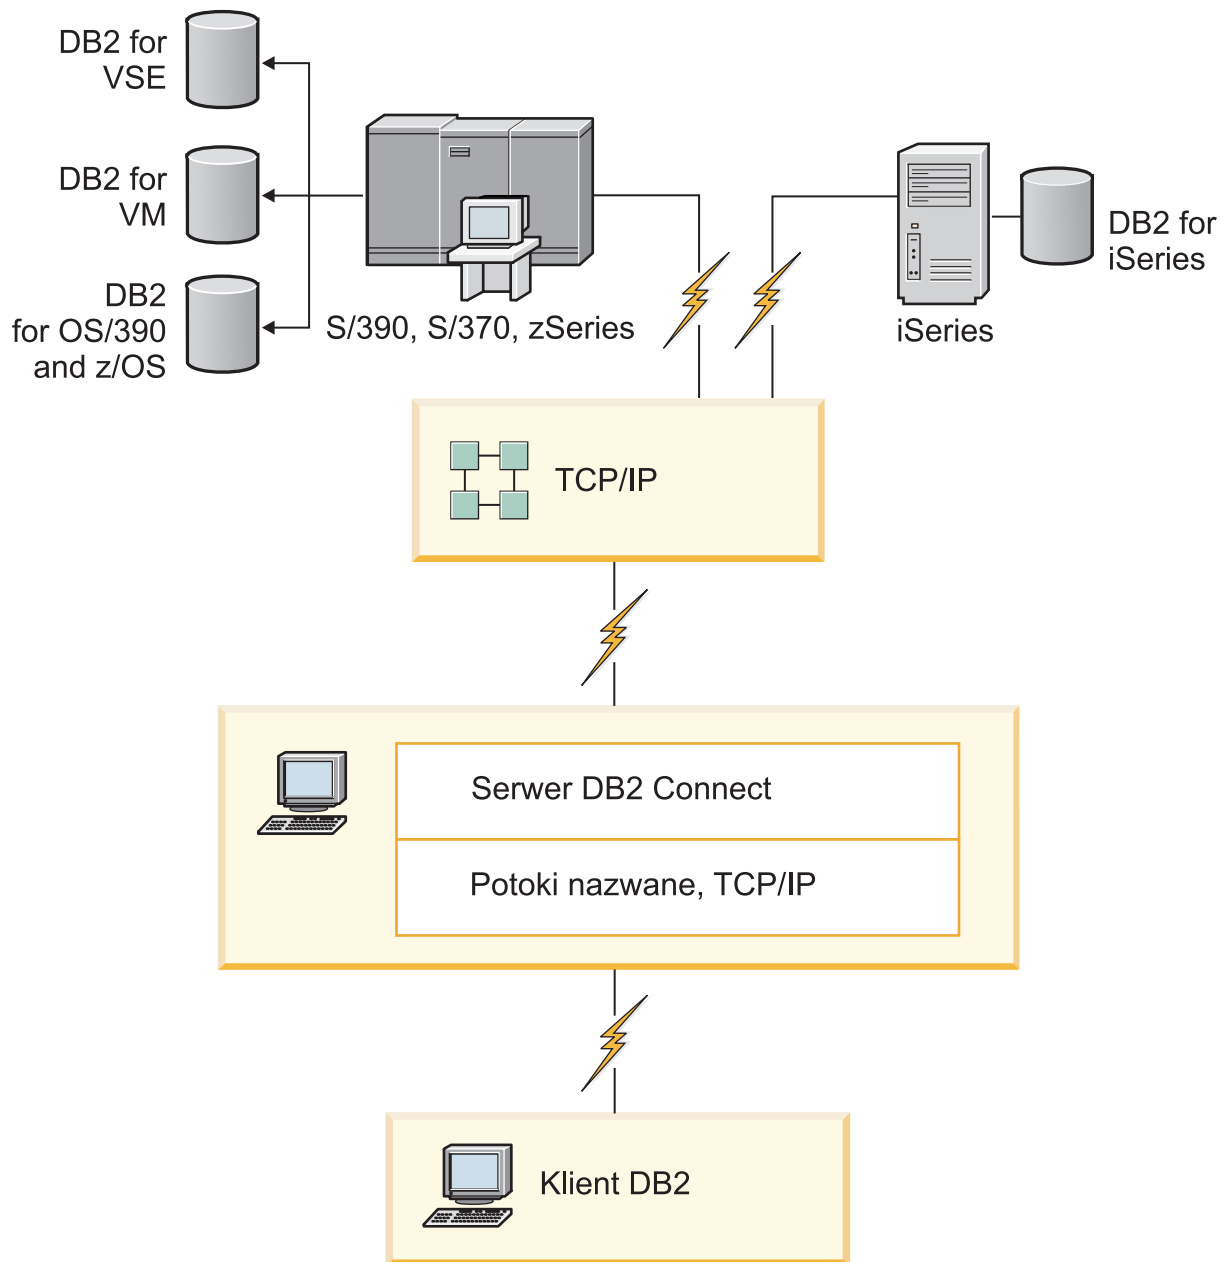 DB2 for
VSE
DB2 for
VM
DB2
for OS/390
and z/OS
S/390, S/370, zSeries
iSeries
DB2 for
iSeries
TCP/IP
Serwer DB2 Connect
Potoki nazwane, TCP/IP
Klient DB2